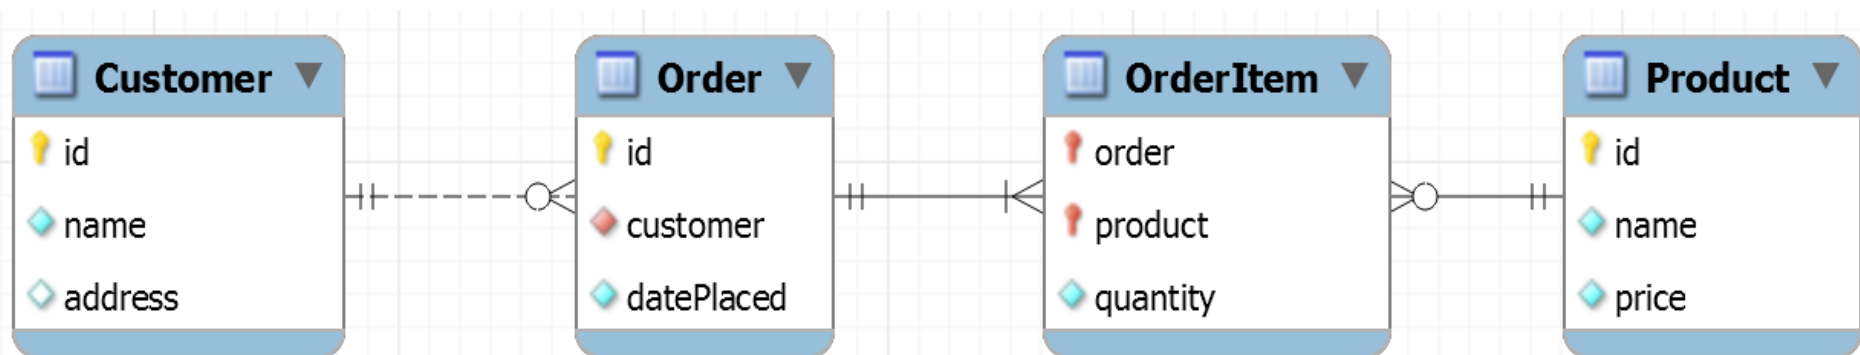 Customer
id
name
address
Order
id
customer
datePlaced
OrderItem
order
product
quantity
Product
id
name
price